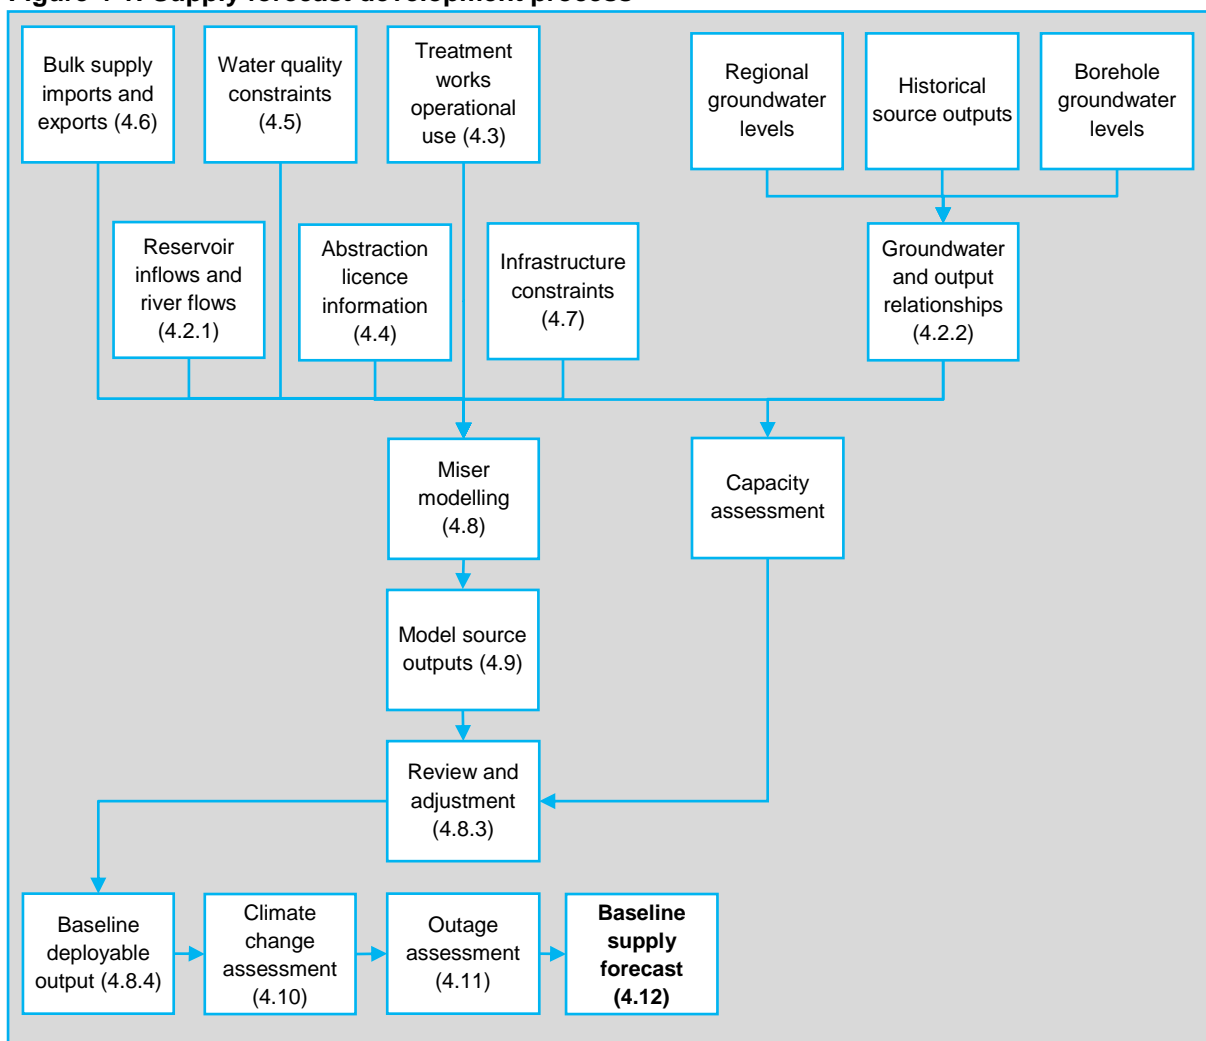 Figure 4-1: Supply forecast development process
Bulk supply
imports and
exports (4.6)
Water quality
constraints
(4.5)
Treatment
works
operational
use (4.3)
Regional
groundwater
levels
Historical
source outputs
Borehole
groundwater
levels
Reservoir
inflows and
river flows
(4.2.1)
Abstraction
licence
information
(4.4)
Infrastructure
constraints
(4.7)
Groundwater
and output
relationships
(4.2.2)
Miser
modelling
(4.8)
Capacity
assessment
Model source
outputs (4.9)
Review and
adjustment
(4.8.3)
Baseline
deployable
output (4.8.4)
Climate
change
assessment
(4.10)
Outage
assessment
(4.11)
Baseline
supply
forecast
(4.12)